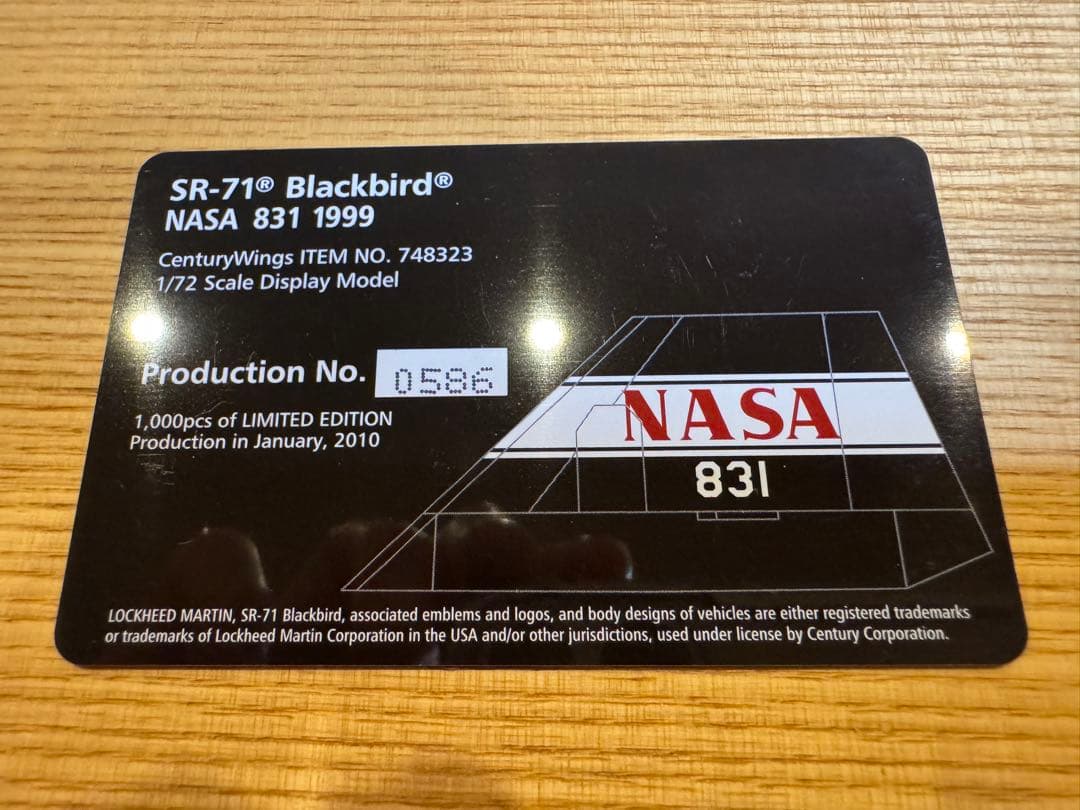 SR-71® Blackbird®
NASA 831 1999
CenturyWings ITEM NO. 748323
1/72 Scale Display Model
Production No. 0586
1,000pcs of LIMITED EDITION
Production in January, 2010
NASA
831
LOCKHEED MARTIN, SR-71 Blackbird, associated emblems and logos, and body designs of vehicles are either registered trademarks
or trademarks of Lockheed Martin Corporation in the USA and/or other jurisdictions, used under license by Century Corporation.